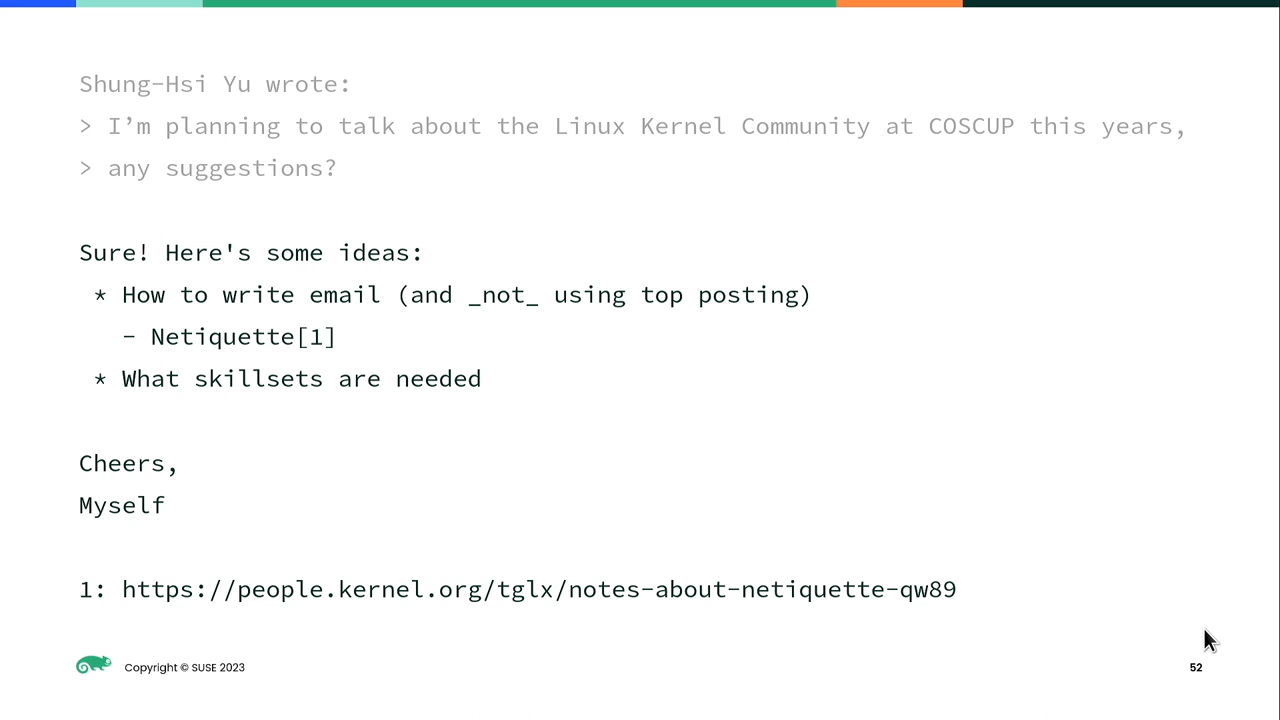 Shung-Hsi Yu wrote:
> I’m planning to talk about the Linux Kernel Community at COSCUP this years,
> any suggestions?
Sure! Here's some ideas:
* How to write email (and _not_ using top posting)
- Netiquette[1]
* What skillsets are needed
Cheers,
Myself
1: https://people.kernel.org/tglx/notes-about-netiquette-qw89
Copyright © SUSE 2023
52